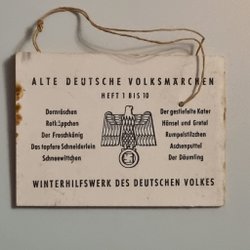 ALTE DEUTSCHE VOLKSMÄRCHEN
HEFT 1 BIS 10
Dornröschen
Rotkäppchen
Der Froschkönig
Das tapfere Schneiderlein
Schneewittchen
Der gestiefelte Kater
Hänsel und Gretel
Rumpelstilzchen
Aschenputtel
Der Däumling
WINTERHILFSWERK DES DEUTSCHEN VOLKES